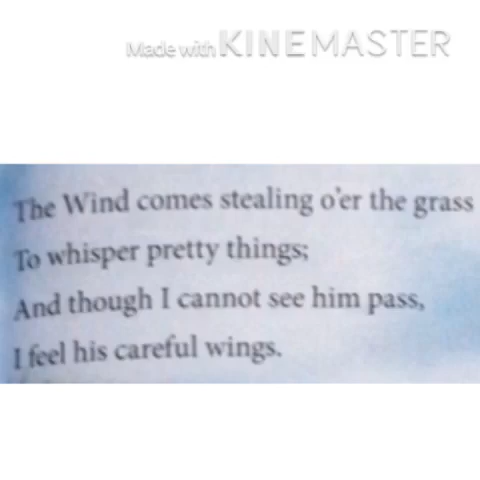 Made with KINEMASTER
The Wind comes stealing o'er the grass
To whisper pretty things;
And though I cannot see him pass,
I feel his careful wings.